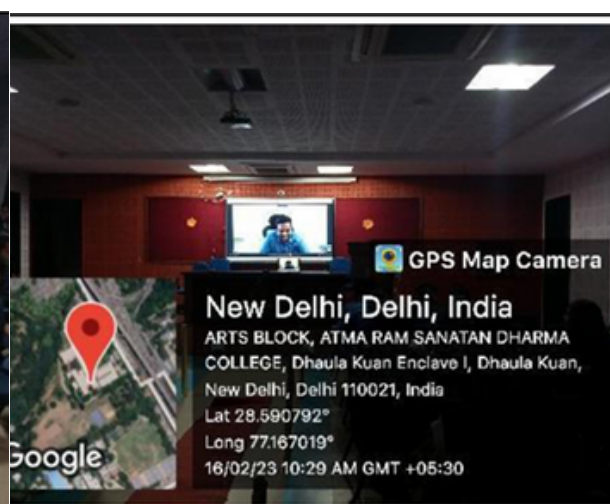 GPS Map Camera
New Delhi, Delhi, India
ARTS BLOCK, ATMA RAM SANATAN DHARMA
COLLEGE, Dhaula Kuan Enclave I, Dhaula Kuan,
New Delhi, Delhi 110021, India
Lat 28.590792°
Long 77.167019°
16/02/23 10:29 AM GMT +05:30
Google